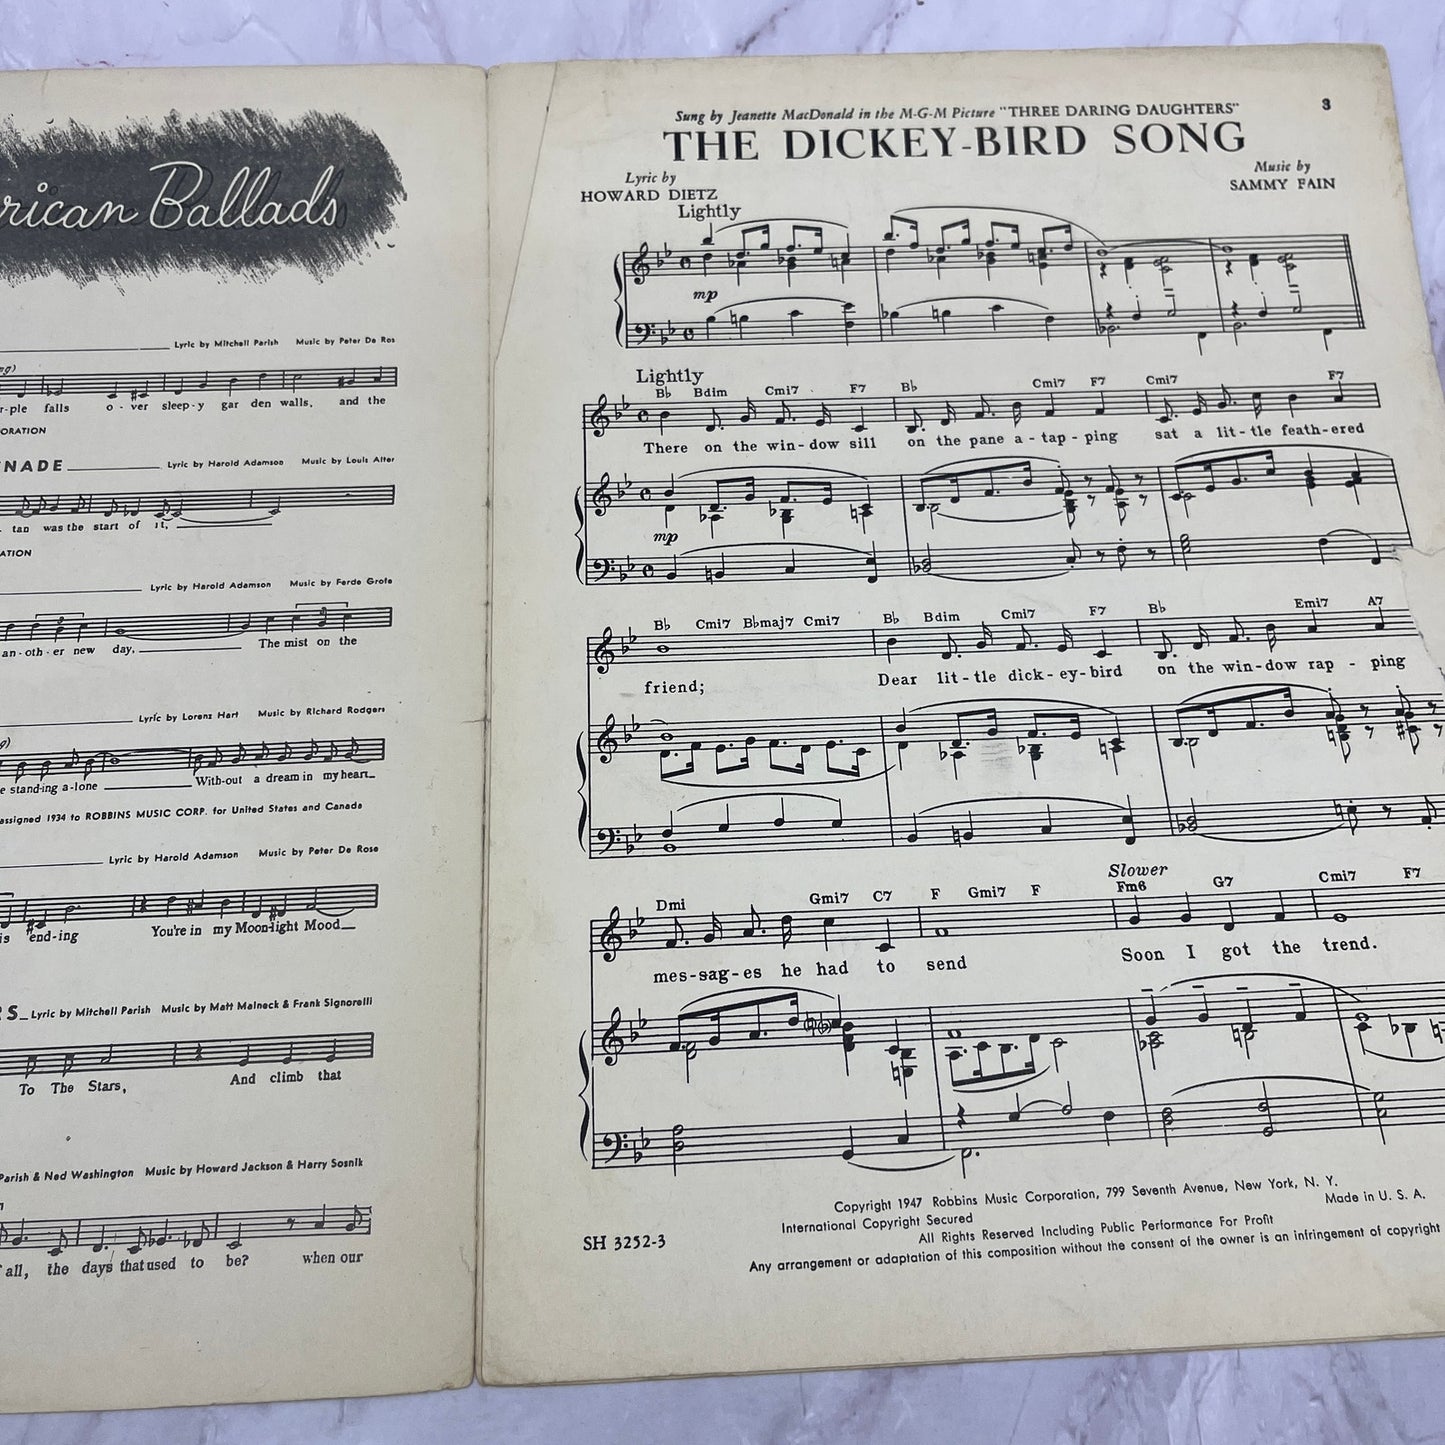 rican Ballads
Lyric by Mitchell Parish Music by Peter De Ros
falls o - ver sleep-y gar den walls, and the
ORATION
ENADE Lyric by Harold Adamson Music by Louis Alter
tan was the start of it,
ATION
Lyric by Harold Adamson Music by Ferde Grofe
an-oth-er new day, The mist on the
Lyric by Lorenz Hart Music by Richard Rodgers
standing a-lone With-out a dream in my heart
assigned 1934 to ROBBINS MUSIC CORP. for United States and Canada
Lyric by Harold Adamson Music by Peter De Rose
is end-ing You're in my Moon-light Mood
RS Lyric by Mitchell Parish Music by Matt Malneck & Frank Signorelli
To The Stars, And climb that
Parish & Ned Washington Music by Howard Jackson & Harry Sosnik
all, the days that used to be? when our
3
Sung by Jeanette MacDonald in the M-G-M Picture "THREE DARING DAUGHTERS"
THE DICKEY-BIRD SONG
Lyric by
HOWARD DIETZ
Music by
SAMMY FAIN
Lightly
mp
Lightly
B♭ Bdim Cmi7 F7 B♭ Cmi7 F7 Cmi7 F7
There on the win-dow sill on the pane a-tap-ping sat a lit-tle feath-ered
mp
B♭ Cmi7 B♭maj7 Cmi7 B♭ Bdim Cmi7 F7 B♭ Emi7 A7
friend; Dear lit-tle dick-ey-bird on the win-dow rap - ping
Slower
Dmi Gmi7 C7 F Gmi7 F Fm6 G7 Cmi7 F7
mes-sag-es he had to send Soon I got the trend.
Copyright 1947 Robbins Music Corporation, 799 Seventh Avenue, New York, N. Y.
International Copyright Secured Made in U. S. A.
SH 3252-3 All Rights Reserved Including Public Performance For Profit
Any arrangement or adaptation of this composition without the consent of the owner is an infringement of copyright